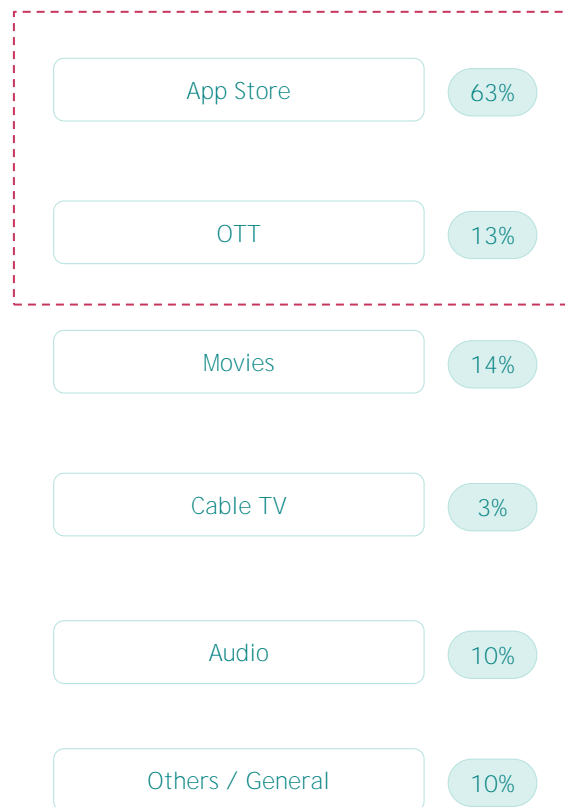 App Store 63%
OTT 13%
Movies 14%
Cable TV 3%
Audio 10%
Others / General 10%